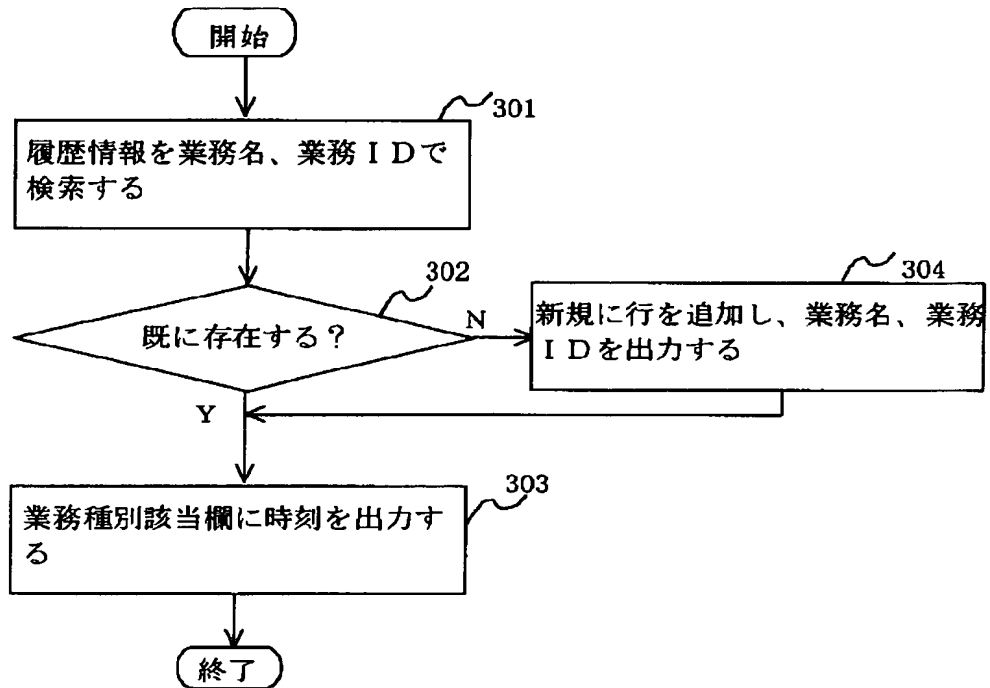 開始
301
履歴情報を業務名、業務IDで
検索する
302
既に存在する？
N
304
新規に行を追加し、業務名、業務
IDを出力する
Y
303
業務種別該当欄に時刻を出力す
る
終了